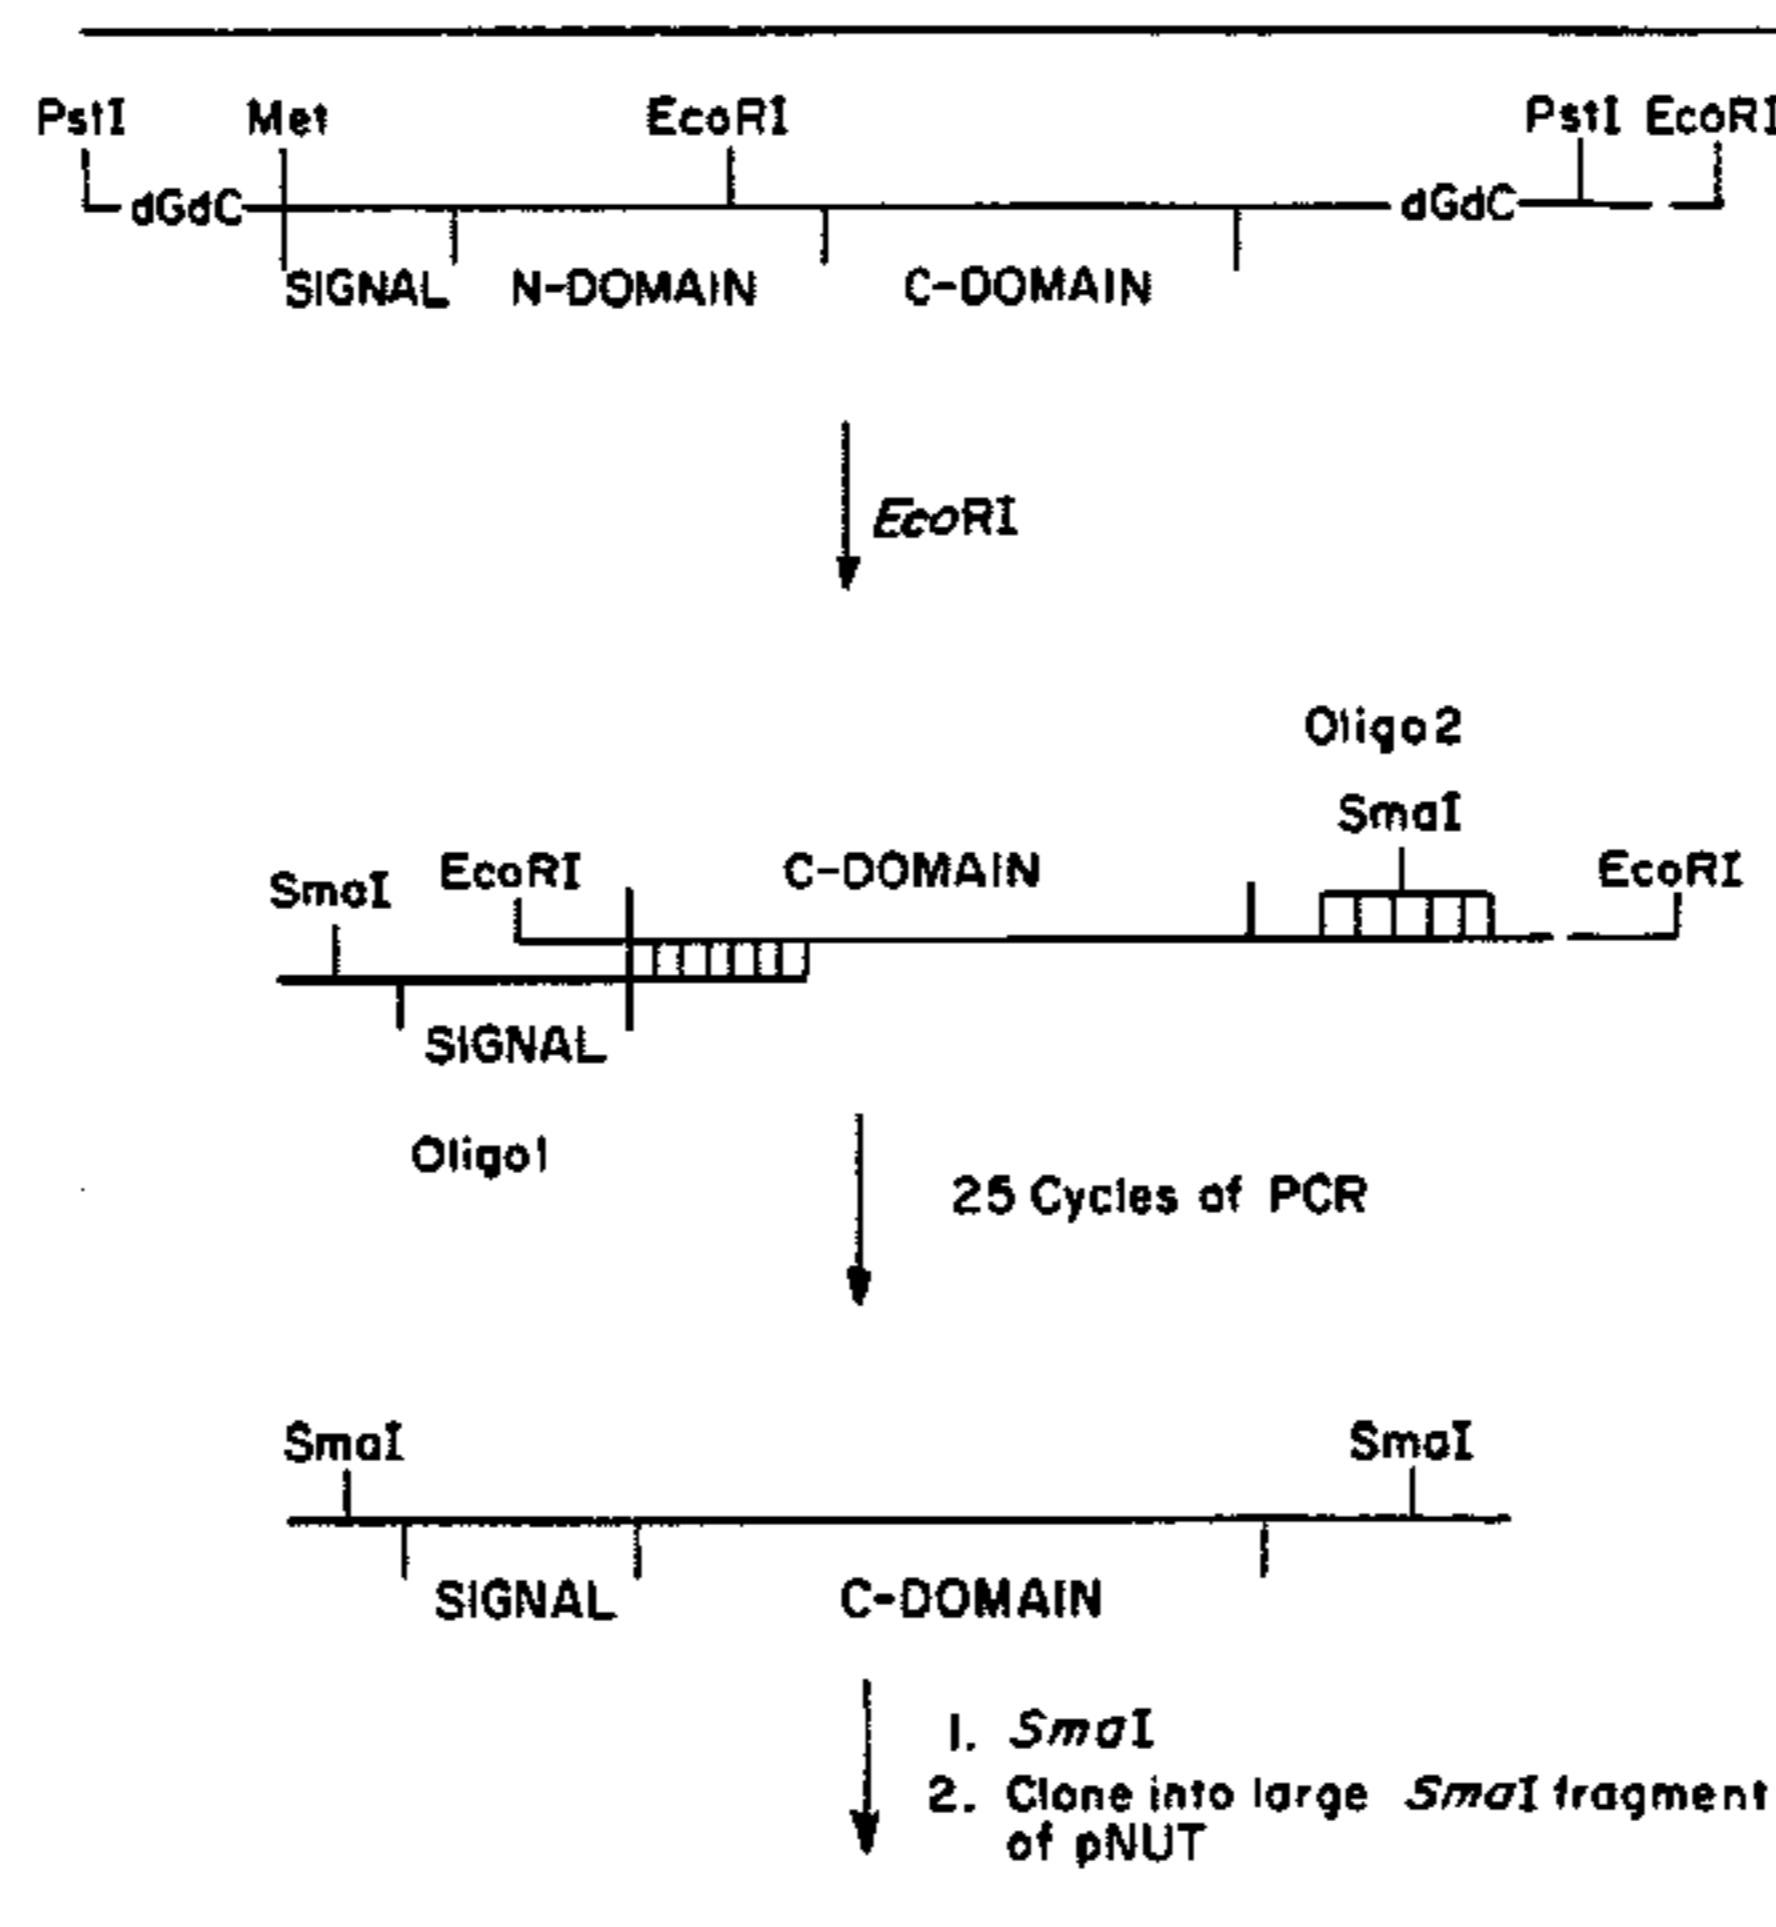 PstI Met EcoRI PstI EcoRI
dGdC dGdC
SIGNAL N-DOMAIN C-DOMAIN
EcoRI
Oligo2
SmaI
SmaI EcoRI C-DOMAIN EcoRI
SIGNAL
Oligo1
25 Cycles of PCR
SmaI SmaI
SIGNAL C-DOMAIN
1. SmaI
2. Clone into large SmaI fragment
of pNUT